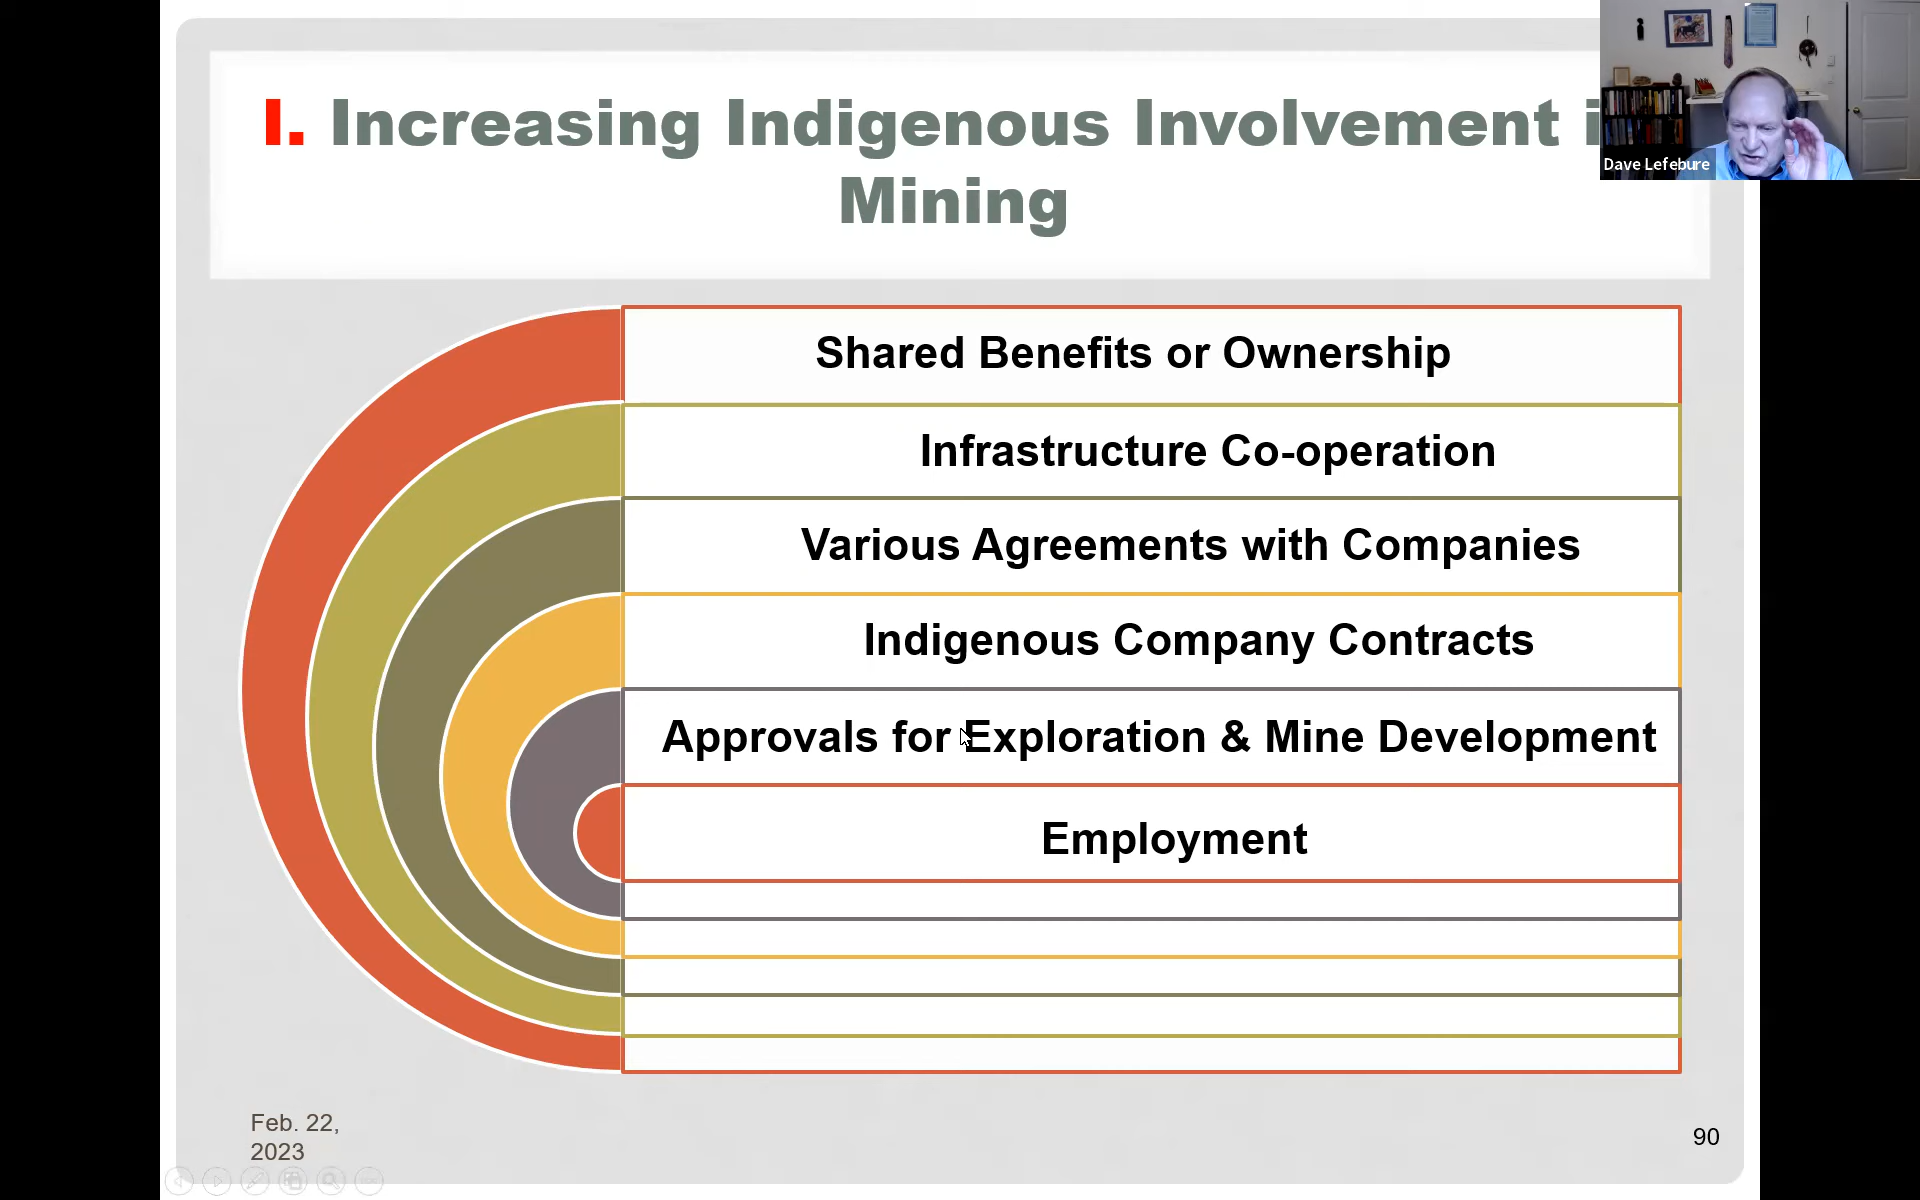 I. Increasing Indigenous Involvement i
Mining
Dave Lefebure
Shared Benefits or Ownership
Infrastructure Co-operation
Various Agreements with Companies
Indigenous Company Contracts
Approvals for Exploration & Mine Development
Employment
Feb. 22,
2023
90